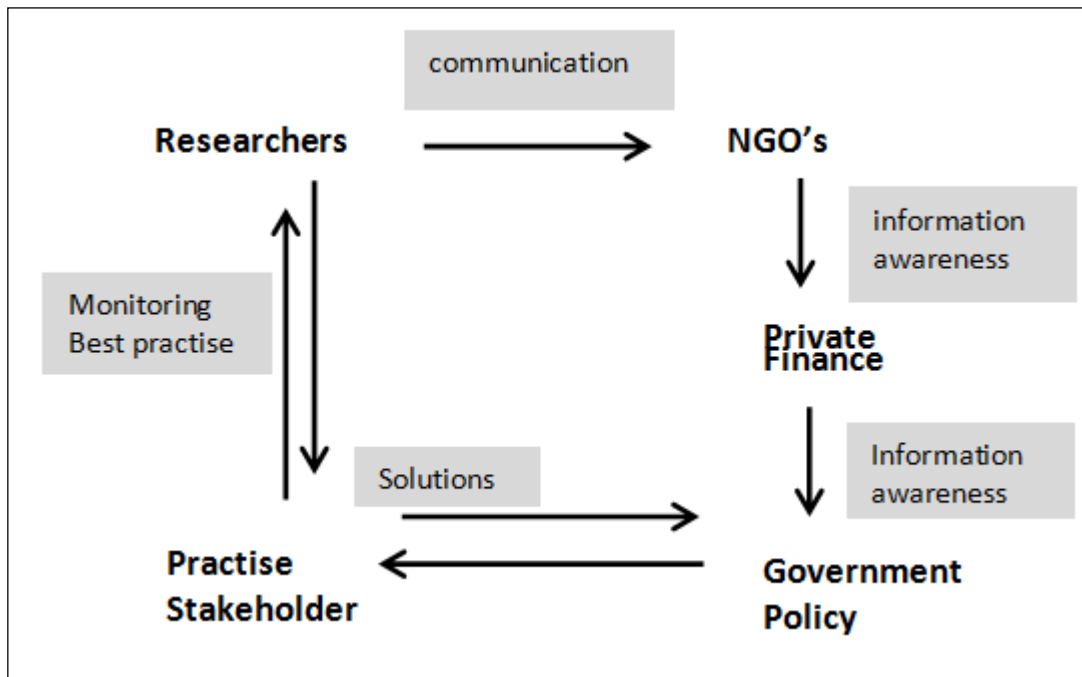 communication
Researchers
NGO's
information
awareness
Monitoring
Best practise
Private
Finance
Solutions
Information
awareness
Practise
Stakeholder
Government
Policy